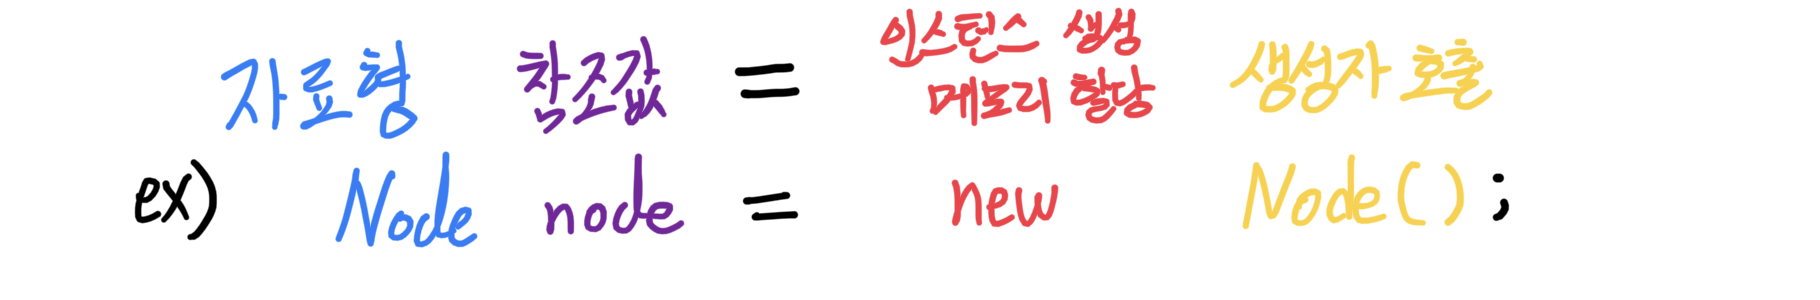 자료형 참조값 = 인스턴스 생성 메모리 할당 생성자 호출
ex) Node node = new Node();